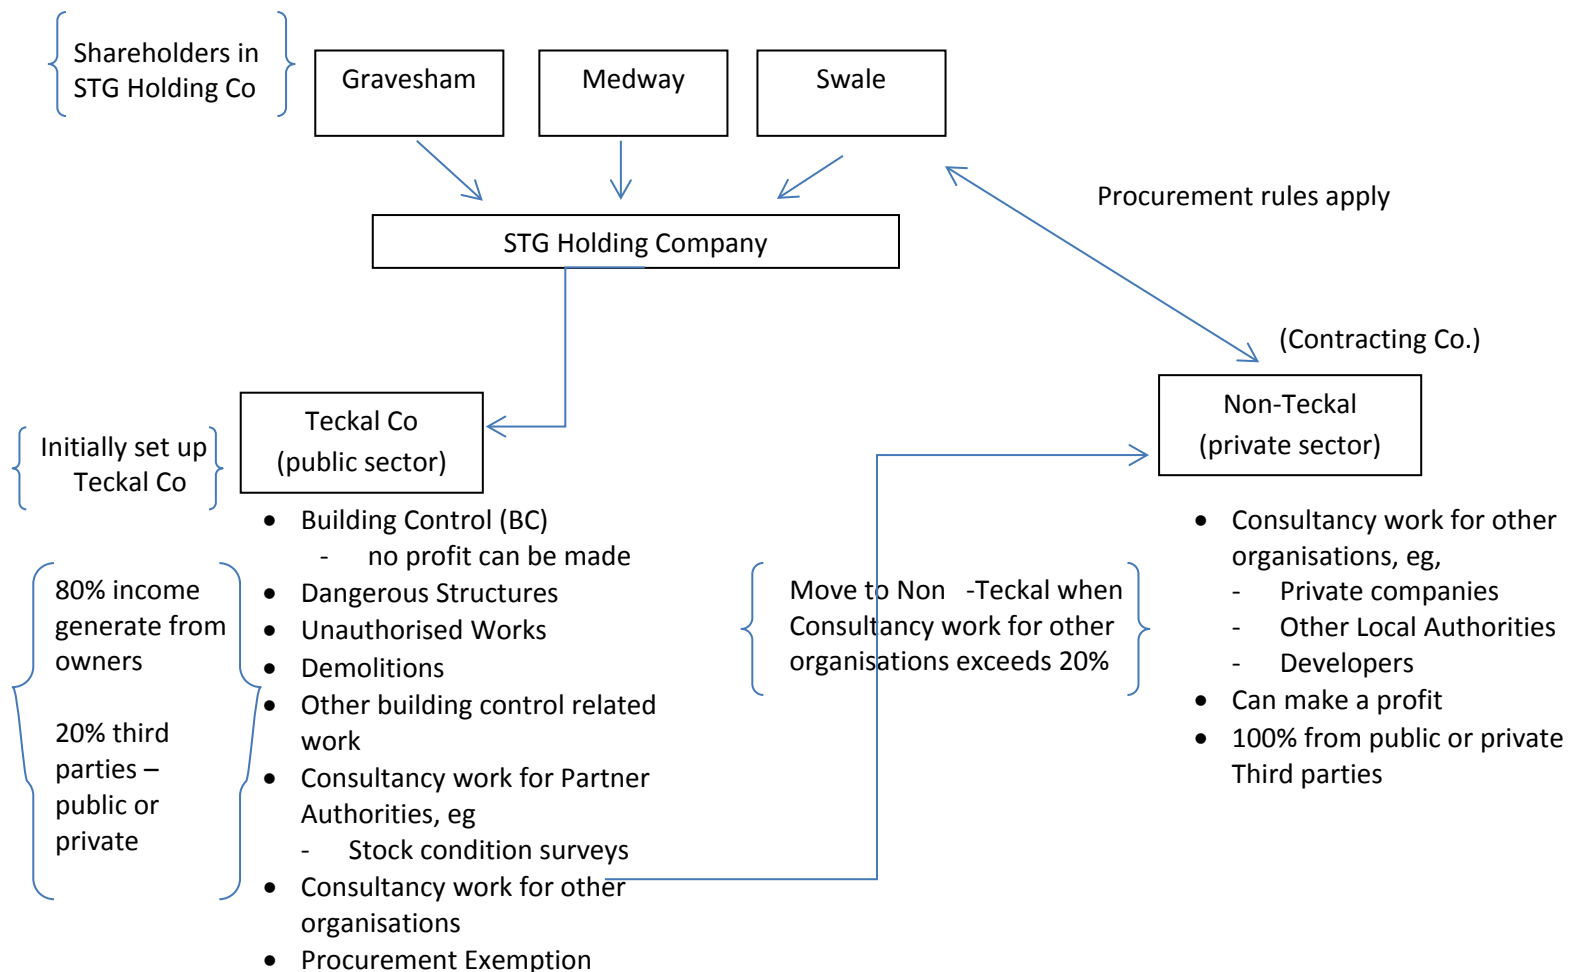 Shareholders in
STG Holding Co
Gravesham
Medway
Swale
Procurement rules apply
STG Holding Company
(Contracting Co.)
Initially set up
Teckal Co
Teckal Co
(public sector)
Non-Teckal
(private sector)
80% income
generate from
owners
20% third
parties –
public or
private
• Building Control (BC)
- no profit can be made
• Dangerous Structures
• Unauthorised Works
• Demolitions
• Other building control related
work
• Consultancy work for Partner
Authorities, eg
- Stock condition surveys
• Consultancy work for other
organisations
• Procurement Exemption
Move to Non -Teckal when
Consultancy work for other
organisations exceeds 20%
• Consultancy work for other
organisations, eg,
- Private companies
- Other Local Authorities
- Developers
• Can make a profit
• 100% from public or private
Third parties